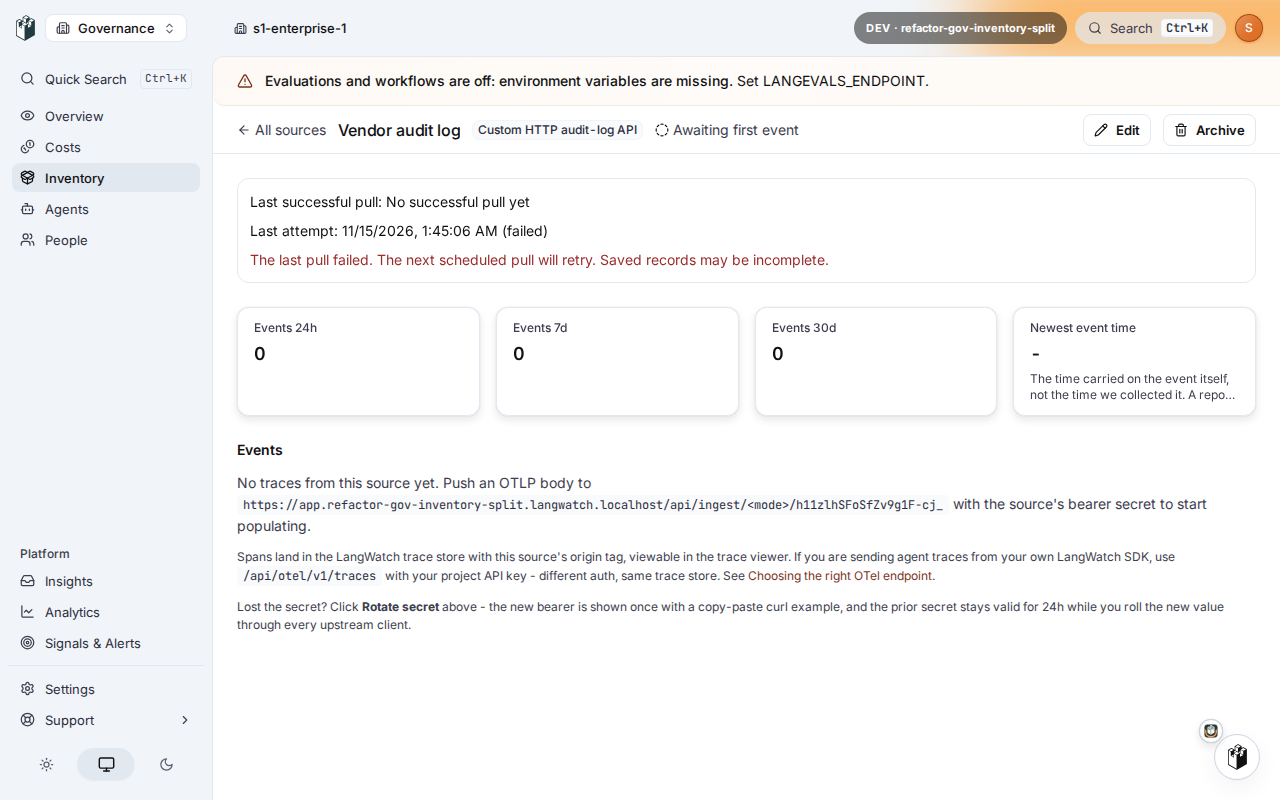 Governance
s1-enterprise-1
DEV · refactor-gov-inventory-split
Search Ctrl+K
S
Quick Search Ctrl+K
Overview
Costs
Inventory
Agents
People
Platform
Insights
Analytics
Signals & Alerts
Settings
Support
Evaluations and workflows are off: environment variables are missing. Set LANGEVALS_ENDPOINT.
All sources Vendor audit log Custom HTTP audit-log API Awaiting first event
Edit Archive
Last successful pull: No successful pull yet
Last attempt: 11/15/2026, 1:45:06 AM (failed)
The last pull failed. The next scheduled pull will retry. Saved records may be incomplete.
Events 24h
0
Events 7d
0
Events 30d
0
Newest event time
-
The time carried on the event itself,
not the time we collected it. A repo...
Events
No traces from this source yet. Push an OTLP body to
https://app.refactor-gov-inventory-split.langwatch.localhost/api/ingest/<mode>/h11zlhSFoSfZv9g1F-cj_ with the source's bearer secret to start
populating.
Spans land in the LangWatch trace store with this source's origin tag, viewable in the trace viewer. If you are sending agent traces from your own LangWatch SDK, use
/api/otel/v1/traces with your project API key - different auth, same trace store. See Choosing the right OTel endpoint.
Lost the secret? Click Rotate secret above - the new bearer is shown once with a copy-paste curl example, and the prior secret stays valid for 24h while you roll the new value
through every upstream client.